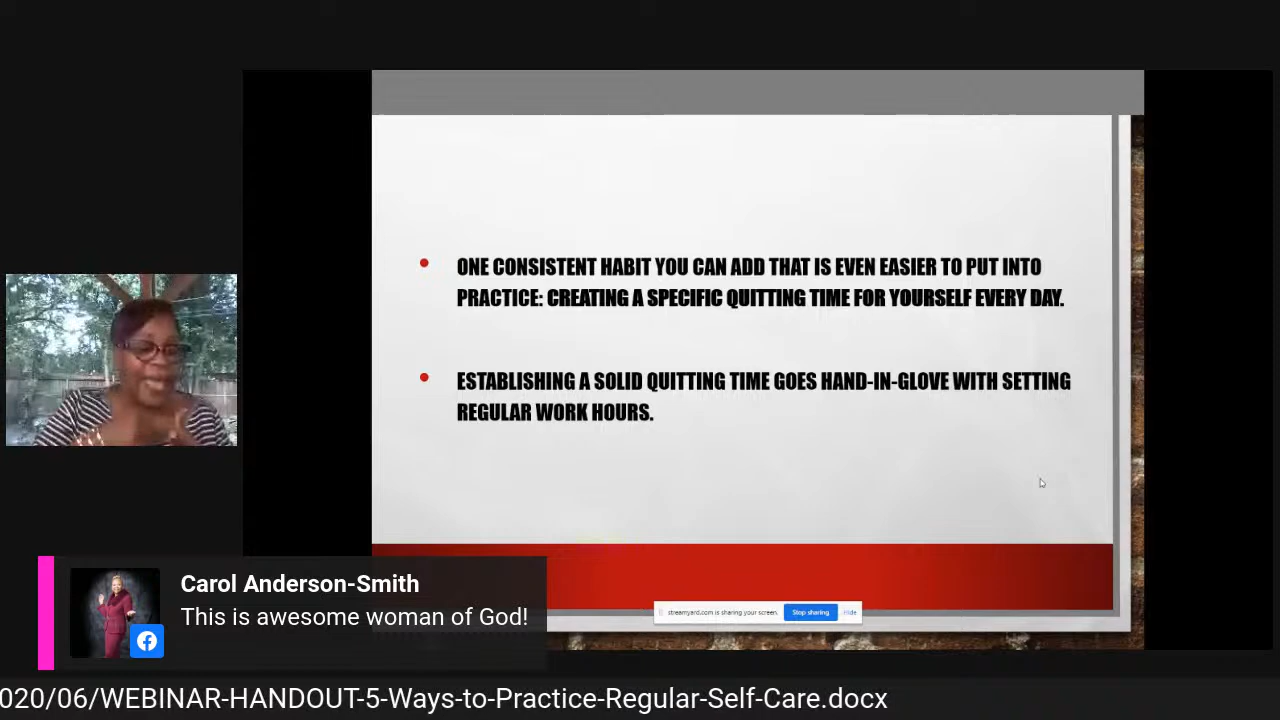 ONE CONSISTENT HABIT YOU CAN ADD THAT IS EVEN EASIER TO PUT INTO
PRACTICE: CREATING A SPECIFIC QUITTING TIME FOR YOURSELF EVERY DAY.
ESTABLISHING A SOLID QUITTING TIME GOES HAND-IN-GLOVE WITH SETTING
REGULAR WORK HOURS.
Carol Anderson-Smith
This is awesome woman of God!
streamyard.com is sharing your screen. Stop sharing Hide
020/06/WEBINAR-HANDOUT-5-Ways-to-Practice-Regular-Self-Care.docx